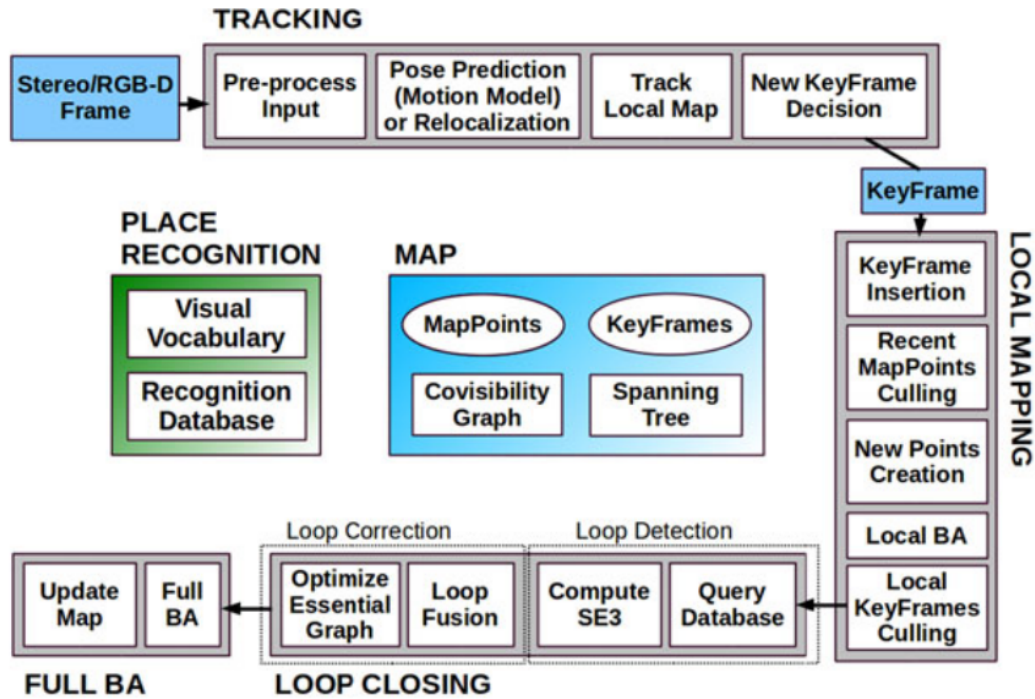 TRACKING
Stereo/RGB-D
Frame
Pre-process
Input
Pose Prediction
(Motion Model)
or Relocalization
Track
Local Map
New KeyFrame
Decision
KeyFrame
PLACE
RECOGNITION
Visual
Vocabulary
Recognition
Database
MAP
MapPoints
KeyFrames
Covisibility
Graph
Spanning
Tree
LOCAL MAPPING
KeyFrame
Insertion
Recent
MapPoints
Culling
New Points
Creation
Local BA
Local
KeyFrames
Culling
Loop Correction
Loop Detection
Optimize
Essential
Graph
Loop
Fusion
Compute
SE3
Query
Database
Update
Map
Full
BA
FULL BA
LOOP CLOSING